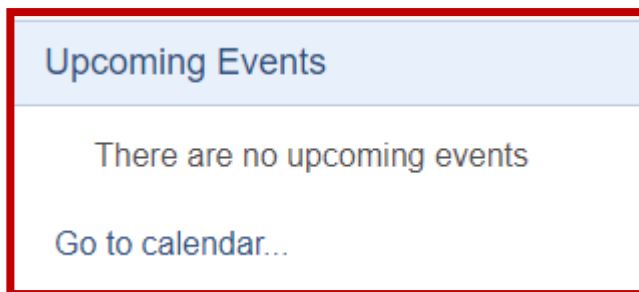 Upcoming Events
There are no upcoming events
Go to calendar...